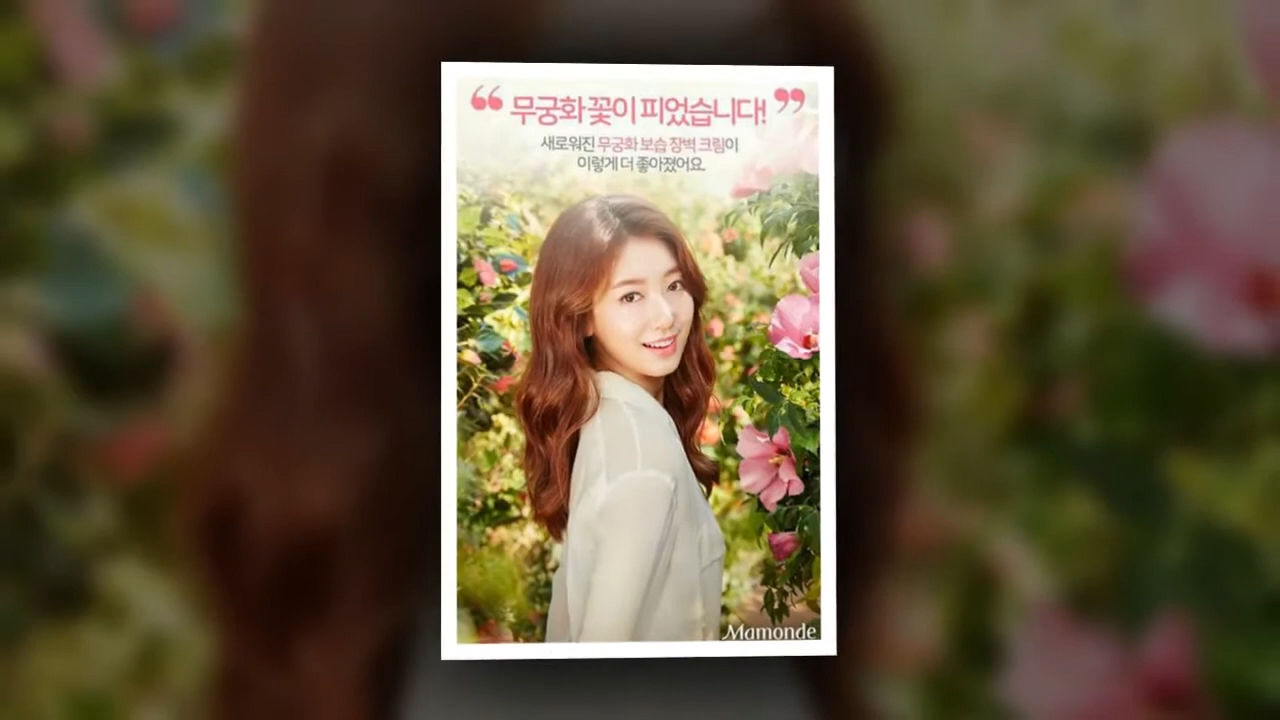 “ 무궁화 꽃이 피었습니다! ”
새로워진 무궁화 보습 장벽 크림이
이렇게 더 좋아졌어요.
Mamonde